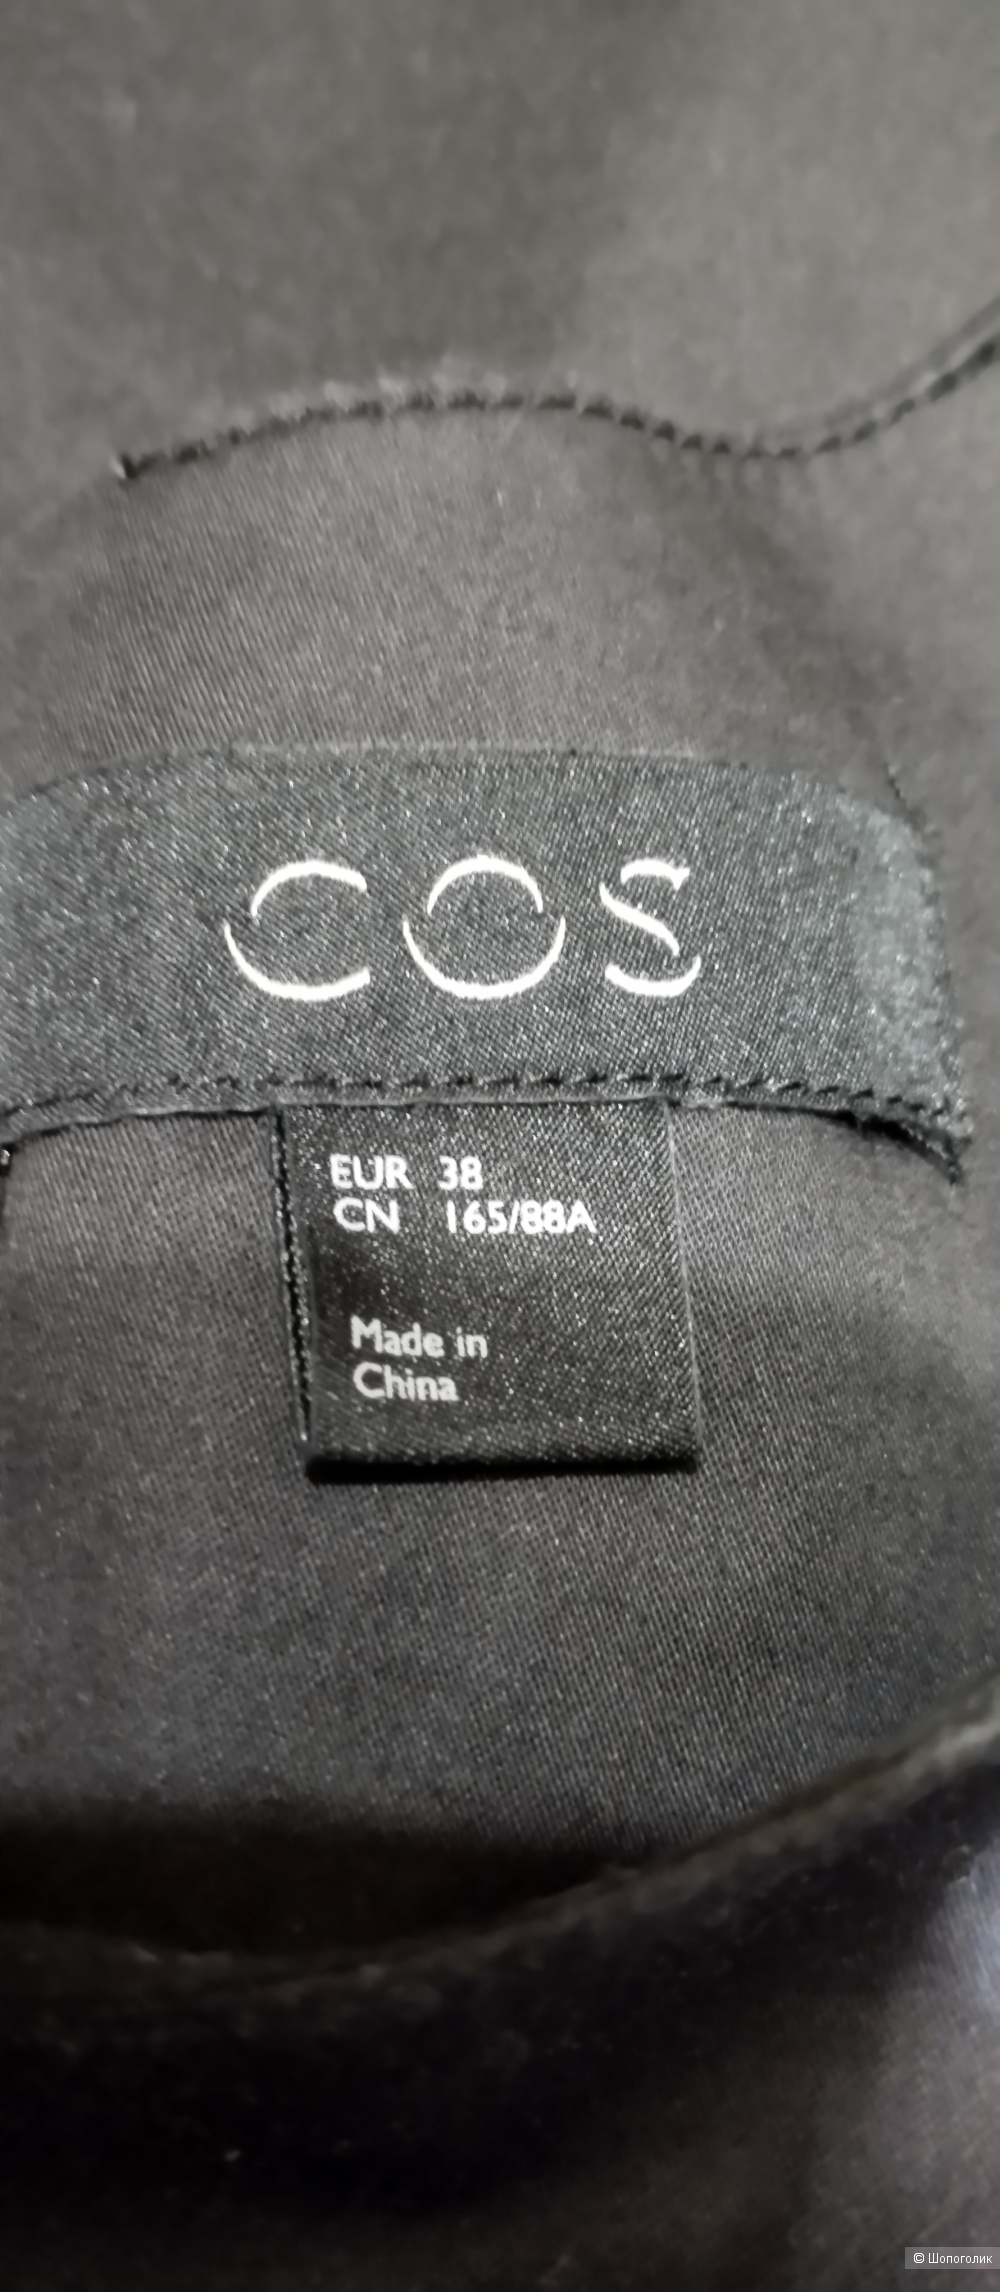 COS
EUR 38
CN 165/88A
Made in
China
© Шопоголик